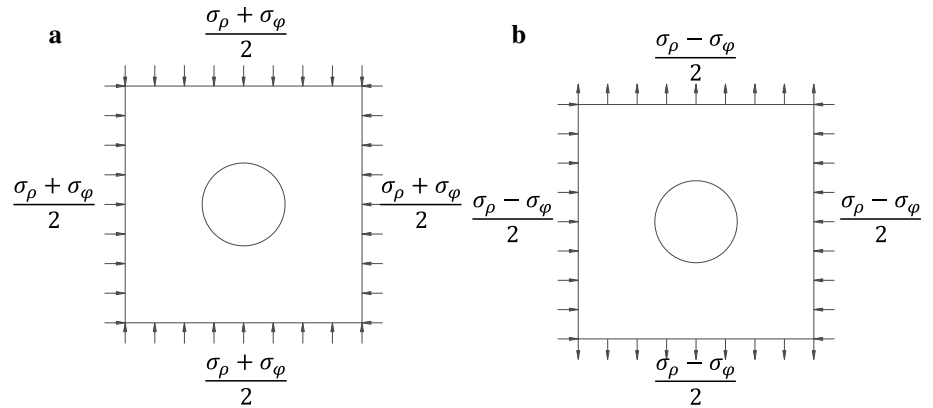 a
(σ_ρ + σ_φ)/2
(σ_ρ + σ_φ)/2
(σ_ρ + σ_φ)/2
(σ_ρ + σ_φ)/2
b
(σ_ρ − σ_φ)/2
(σ_ρ − σ_φ)/2
(σ_ρ − σ_φ)/2
(σ_ρ − σ_φ)/2